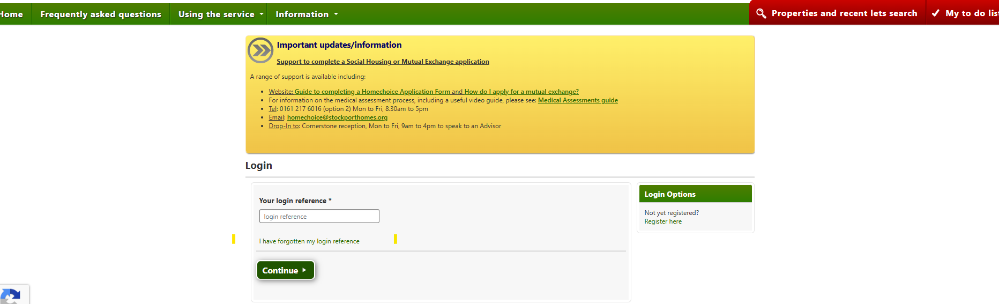 Home
Frequently asked questions
Using the service
Information
Properties and recent lets search
My to do list
Important updates/information
Support to complete a Social Housing or Mutual Exchange application
A range of support is available including:
Website: Guide to completing a Homechoice Application Form and How do I apply for a mutual exchange?
For information on the medical assessment process, including a useful video guide, please see: Medical Assessments guide
Tel: 0161 217 6016 (option 2) Mon to Fri, 8.30am to 5pm
Email: homechoice@stockporthomes.org
Drop-In to: Cornerstone reception, Mon to Fri, 9am to 4pm to speak to an Advisor
Login
Your login reference *
login reference
I have forgotten my login reference
Continue
Login Options
Not yet registered?
Register here